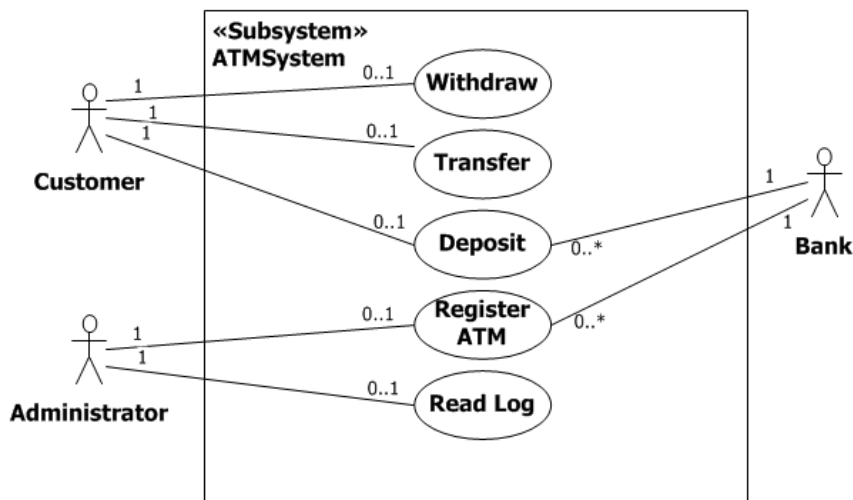 «Subsystem»
ATMSystem
1
0..1
Withdraw
1
0..1
Transfer
Customer
1
0..1
Deposit
0..*
1
Bank
1
0..1
Register
ATM
0..*
1
Administrator
1
0..1
Read Log